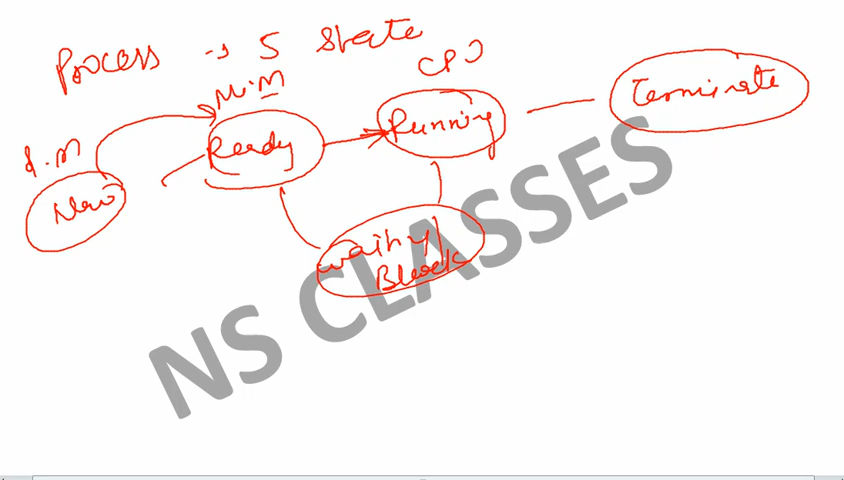 Process → 5 State
CPU
M.M
Terminate
Running
Ready
S.M
New
waiting/
Block
NS CLASSES